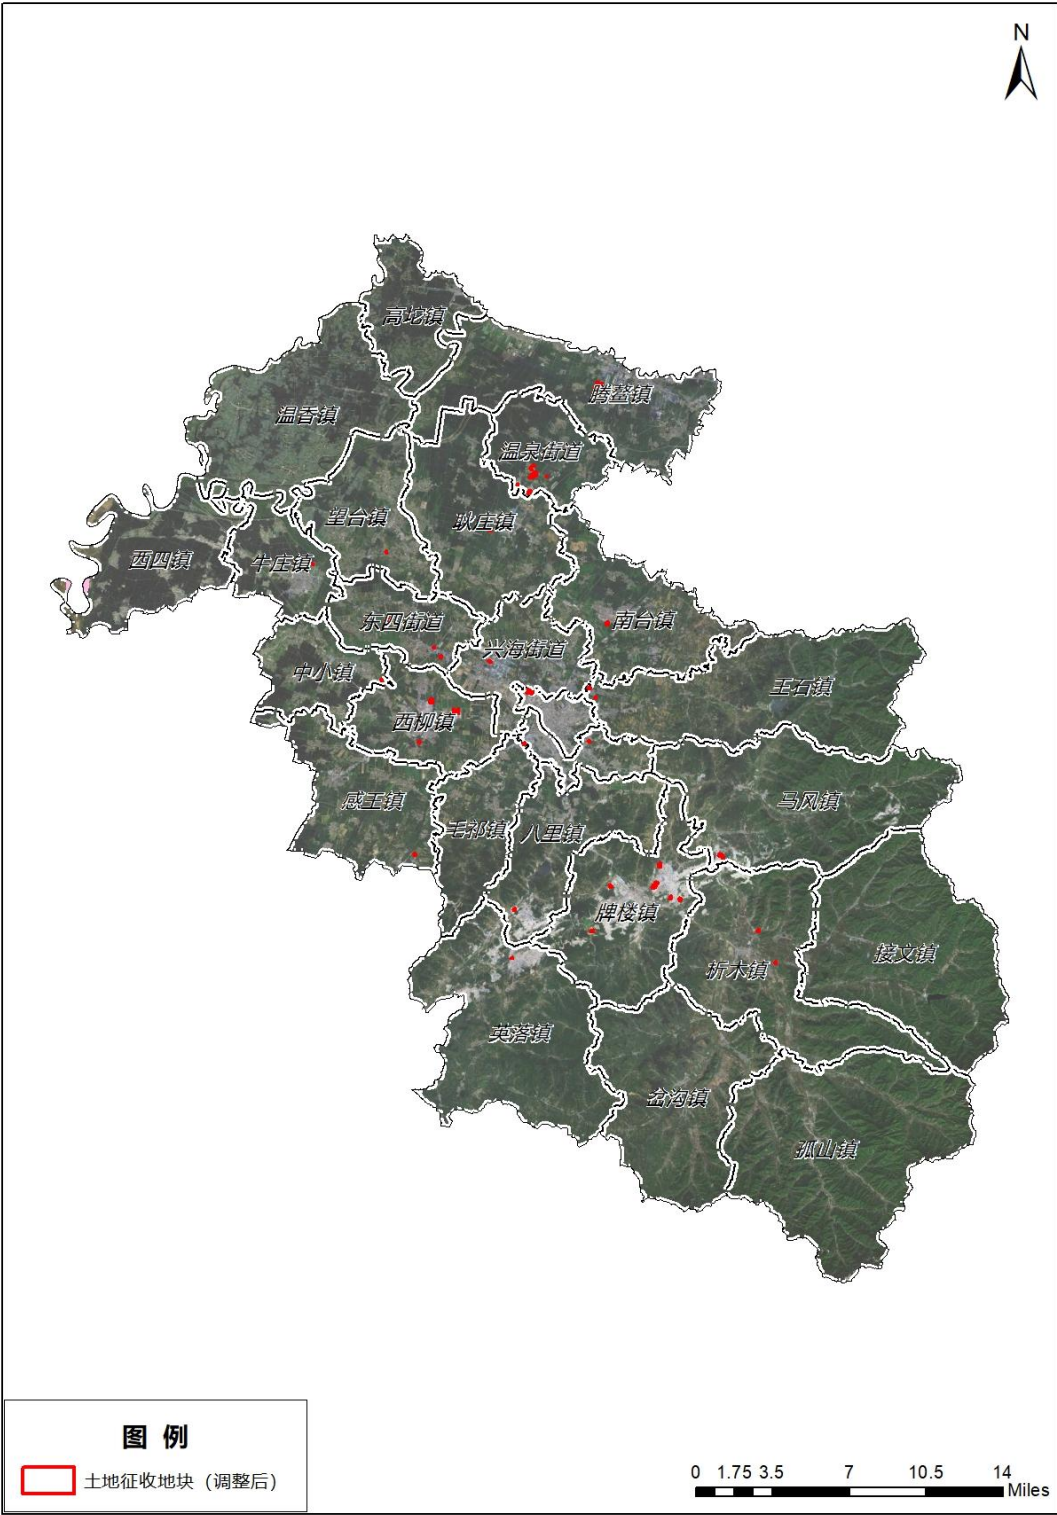 N
高坨镇
腾鳌镇
温香镇
温泉街道
望台镇
耿庄镇
西四镇
牛庄镇
东四街道
南台镇
兴海街道
中小镇
王石镇
西柳镇
感王镇
马风镇
毛祁镇
八里镇
牌楼镇
接文镇
析木镇
英落镇
岔沟镇
孤山镇
图 例
土地征收地块（调整后）
0 1.75 3.5 7 10.5 14
Miles